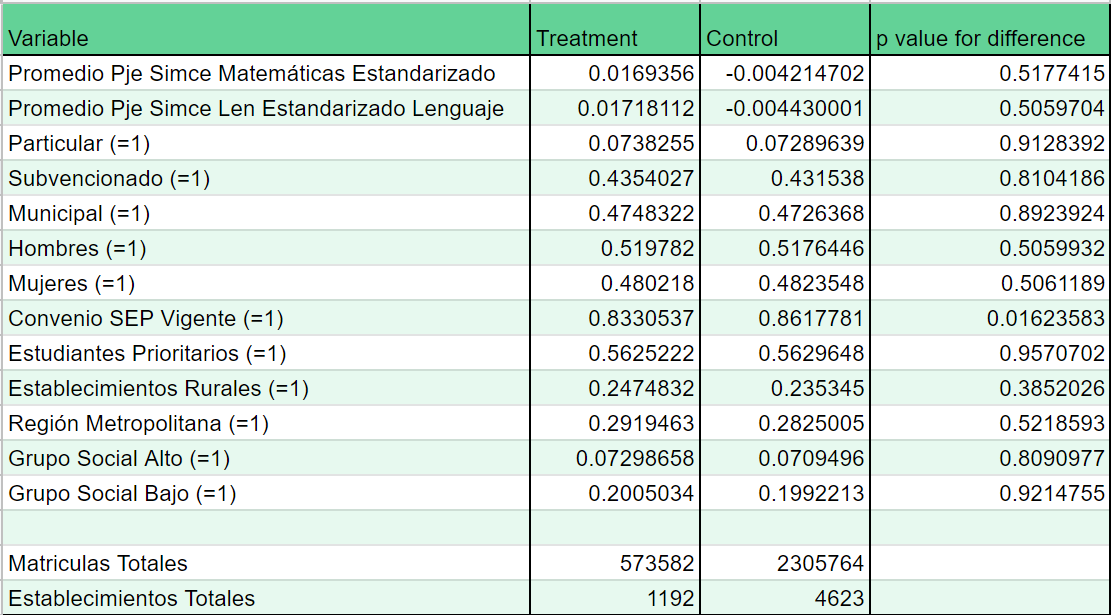 Variable Treatment Control p value for difference
Promedio Pje Simce Matemáticas Estandarizado 0.0169356 -0.004214702 0.5177415
Promedio Pje Simce Len Estandarizado Lenguaje 0.01718112 -0.004430001 0.5059704
Particular (=1) 0.0738255 0.07289639 0.9128392
Subvencionado (=1) 0.4354027 0.431538 0.8104186
Municipal (=1) 0.4748322 0.4726368 0.8923924
Hombres (=1) 0.519782 0.5176446 0.5059932
Mujeres (=1) 0.480218 0.4823548 0.5061189
Convenio SEP Vigente (=1) 0.8330537 0.8617781 0.01623583
Estudiantes Prioritarios (=1) 0.5625222 0.5629648 0.9570702
Establecimientos Rurales (=1) 0.2474832 0.235345 0.3852026
Región Metropolitana (=1) 0.2919463 0.2825005 0.5218593
Grupo Social Alto (=1) 0.07298658 0.0709496 0.8090977
Grupo Social Bajo (=1) 0.2005034 0.1992213 0.9214755
Matriculas Totales 573582 2305764
Establecimientos Totales 1192 4623